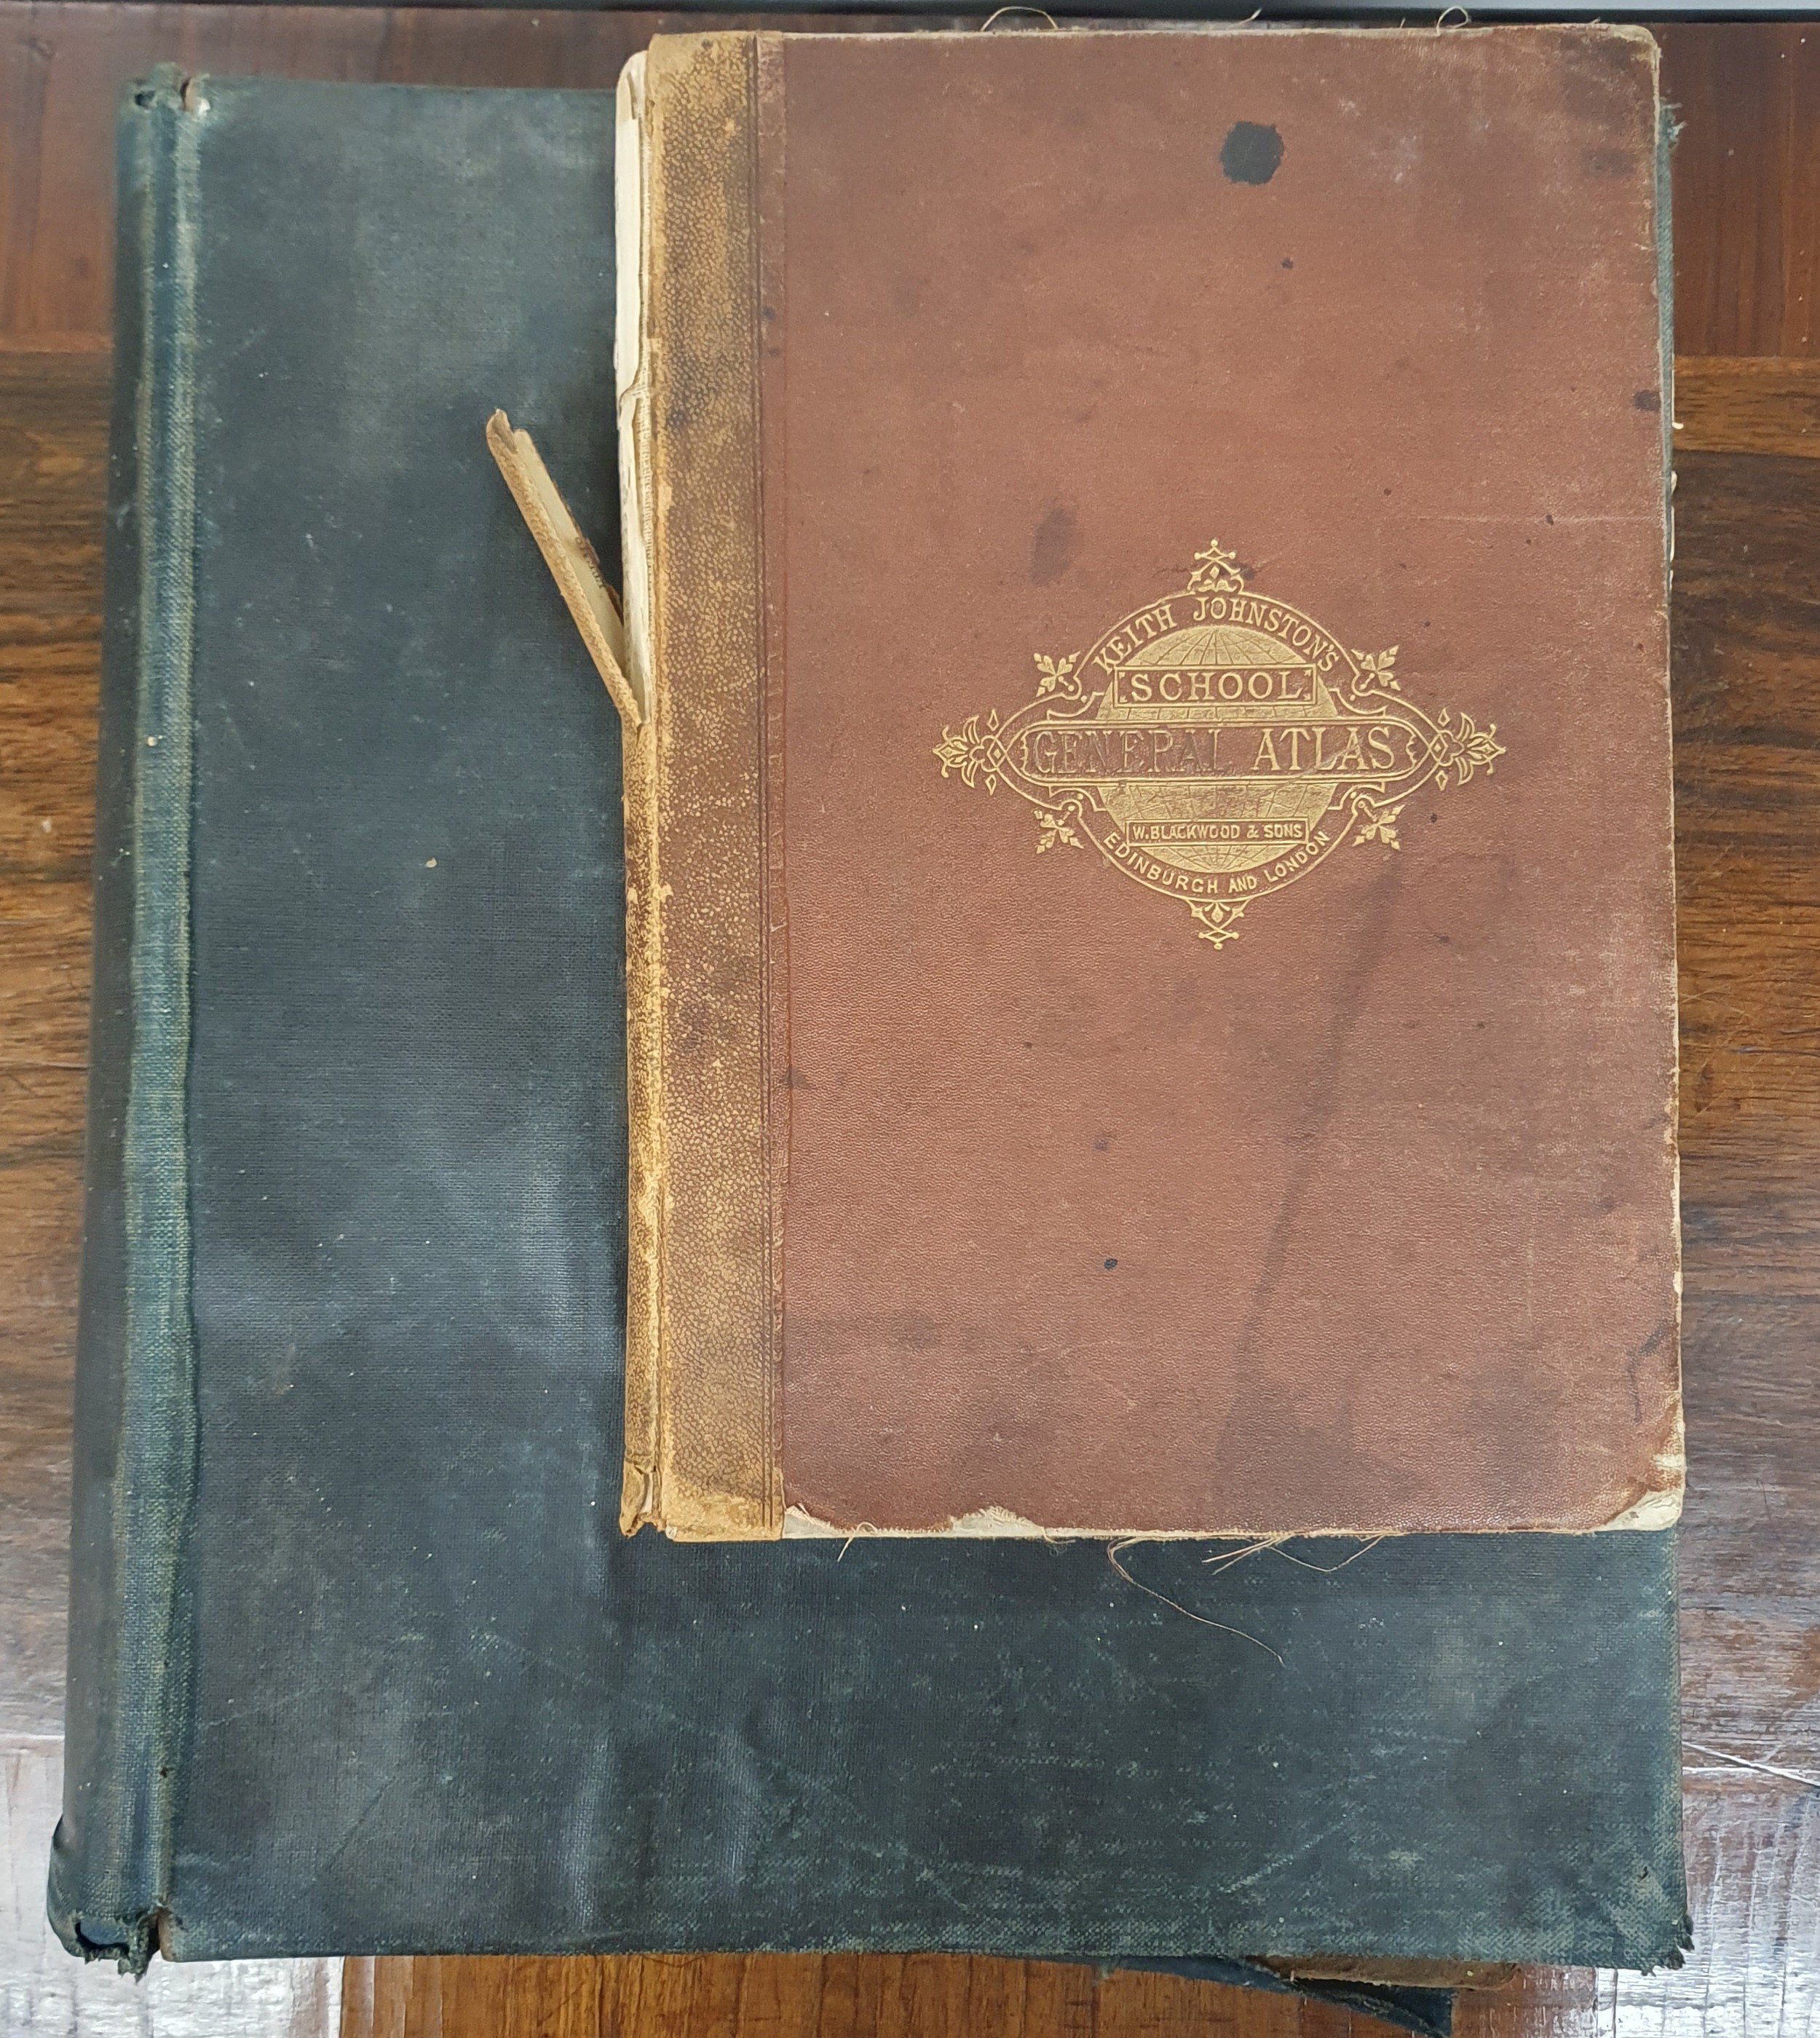 KEITH JOHNSTON'S
SCHOOL
GENERAL ATLAS
W. BLACKWOOD & SONS
EDINBURGH AND LONDON